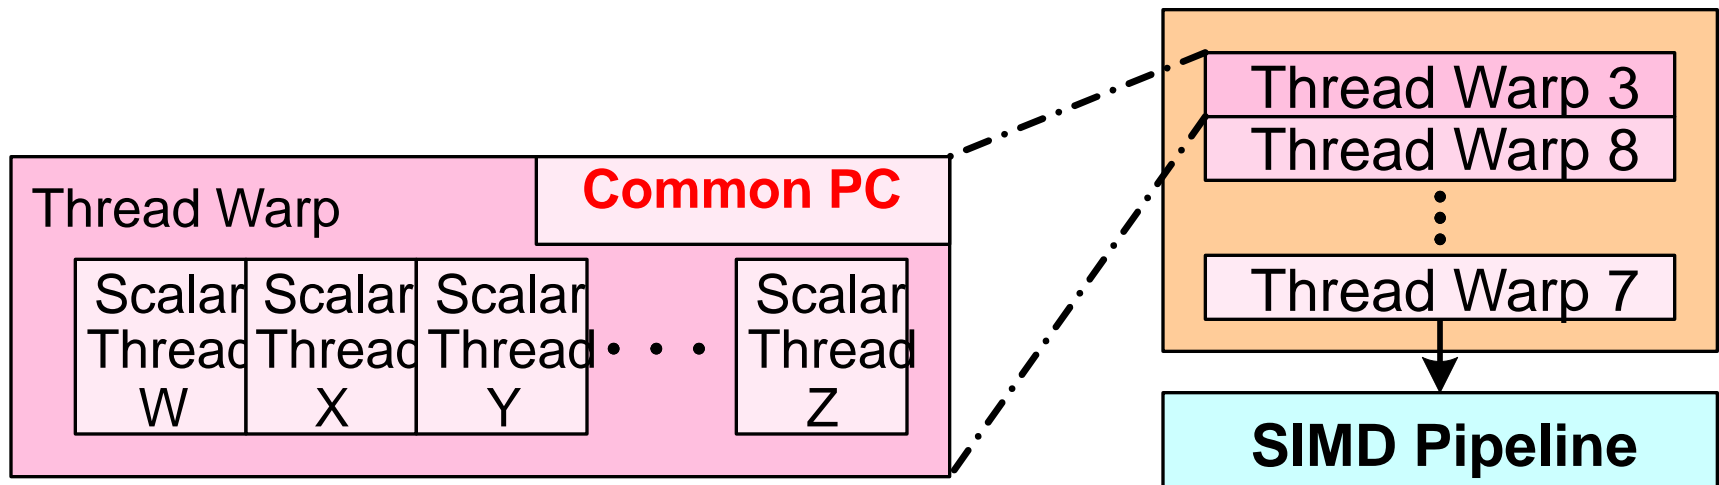 Thread Warp
Common PC
Scalar Thread W
Scalar Thread X
Scalar Thread Y
Scalar Thread Z
Thread Warp 3
Thread Warp 8
Thread Warp 7
SIMD Pipeline